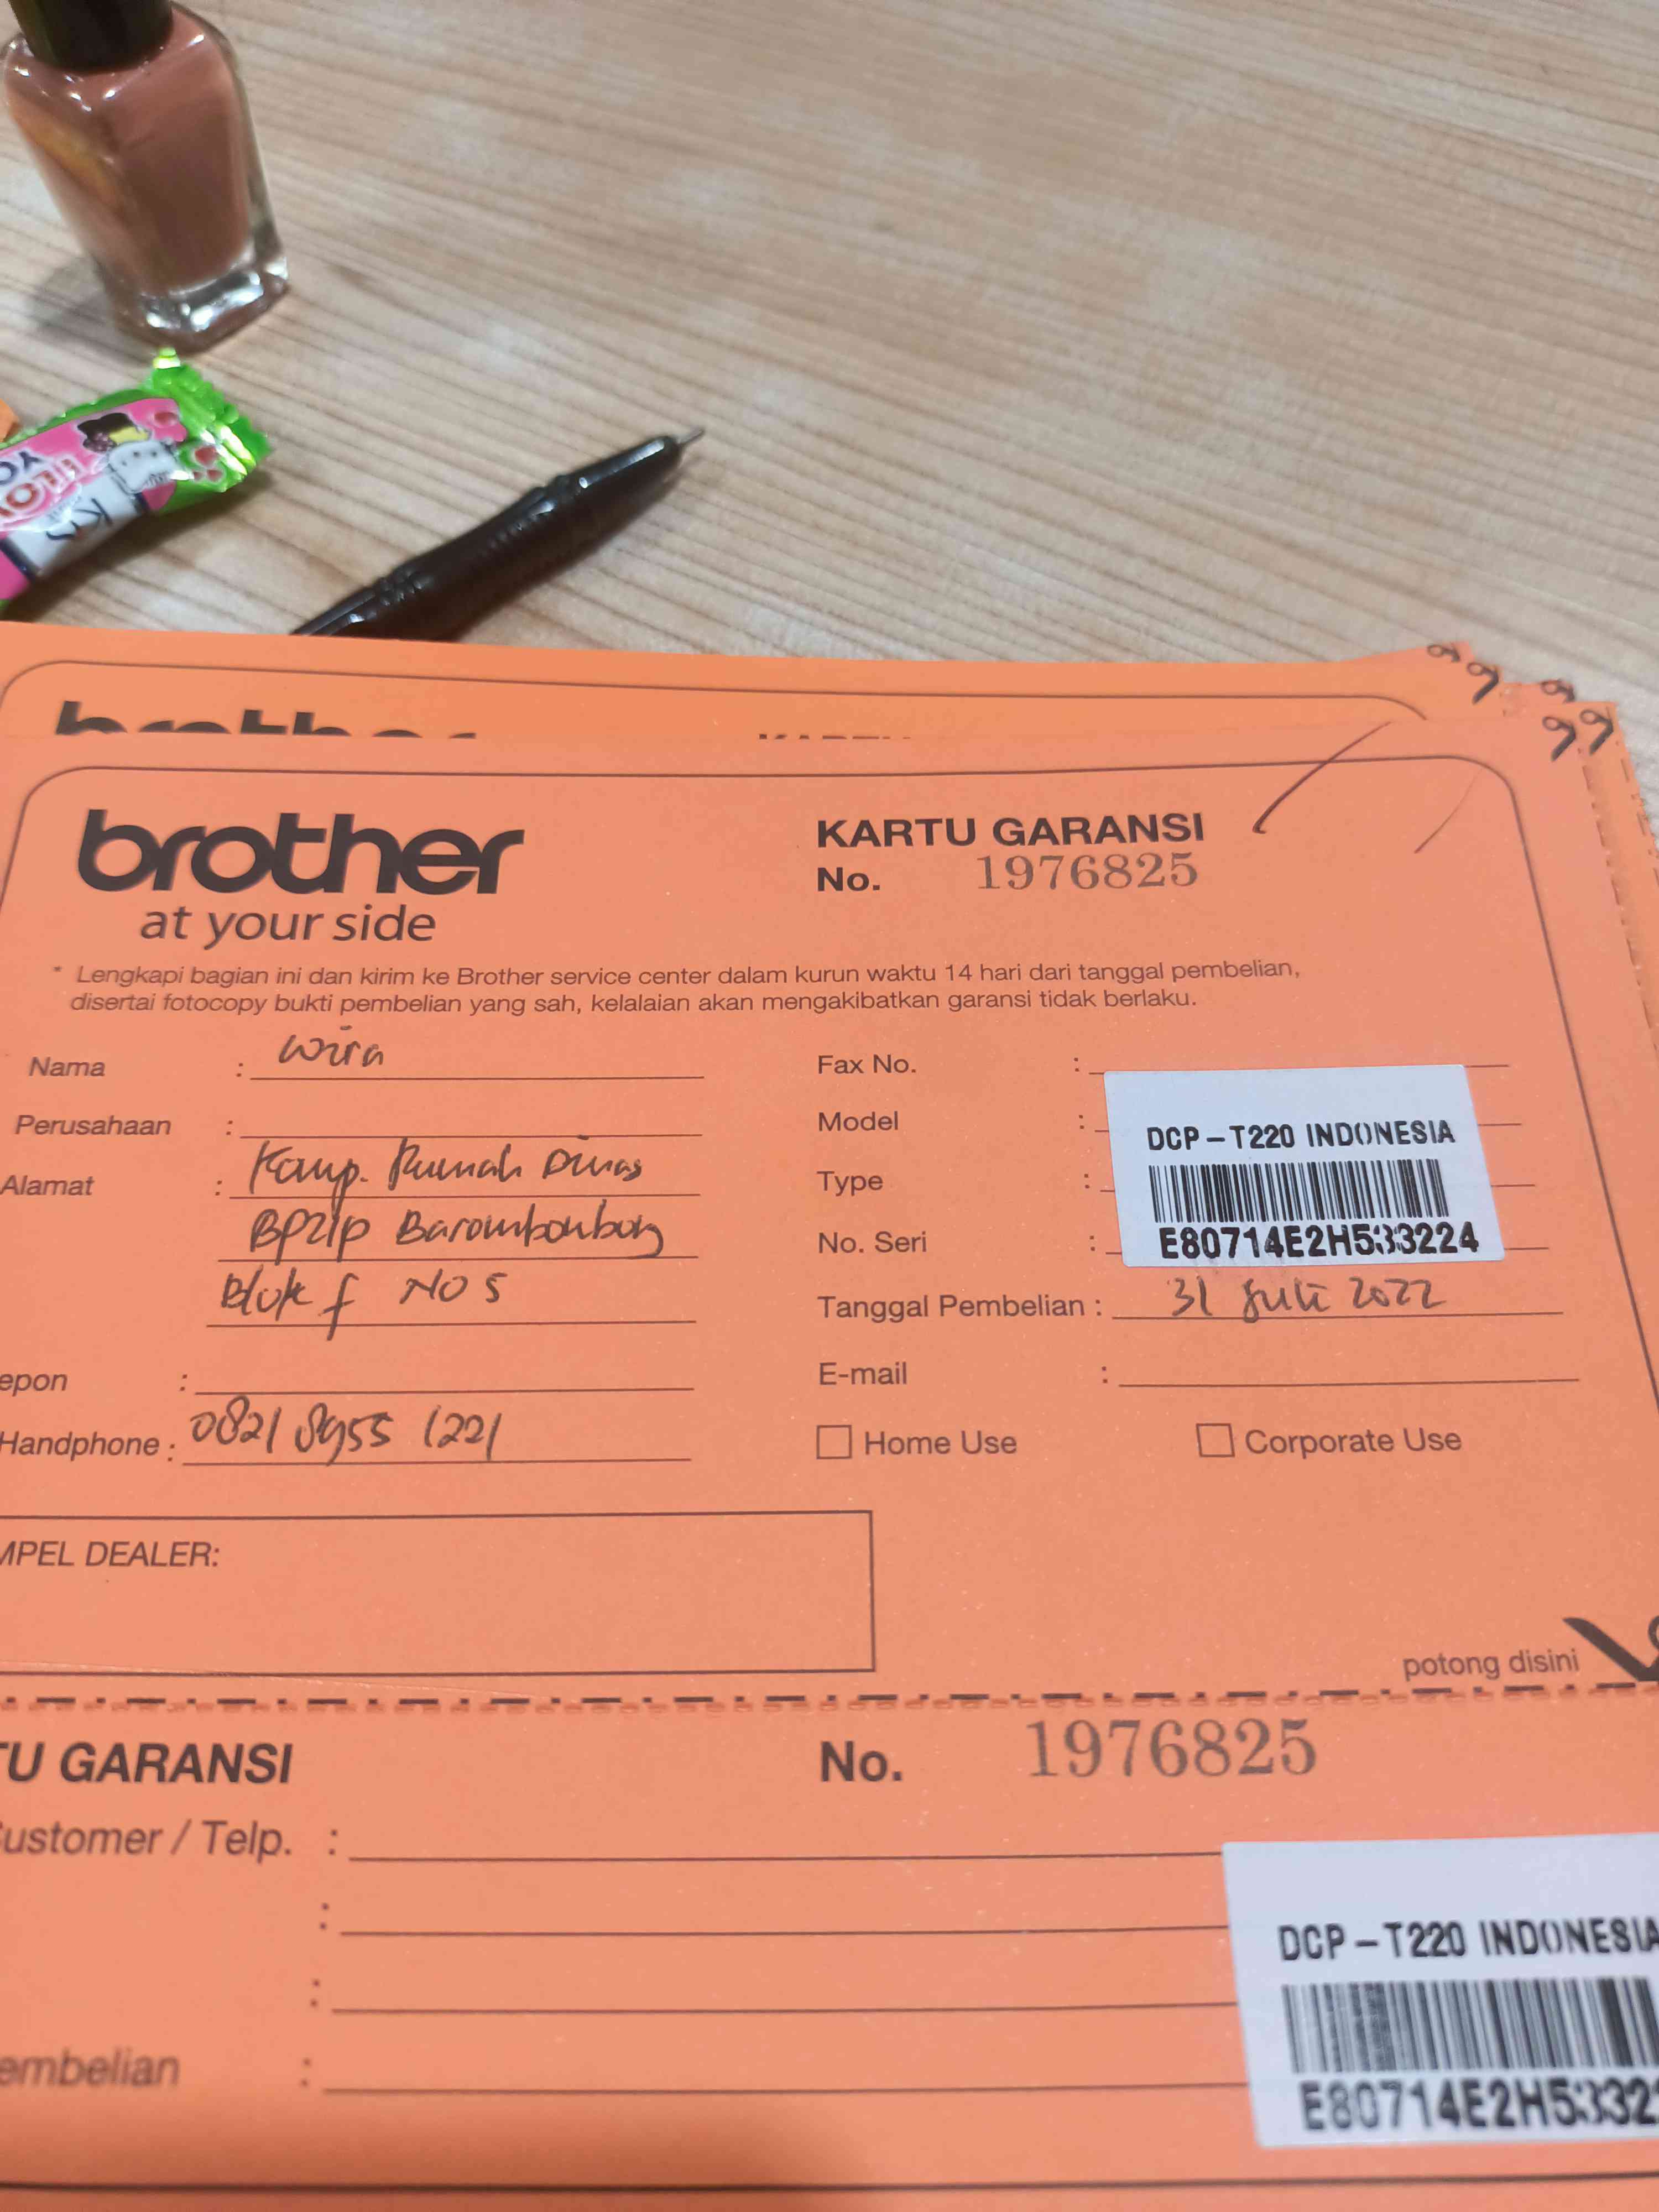 brother
KARTU GARANSI
No. 1976825
at your side
* Lengkapi bagian ini dan kirim ke Brother service center dalam kurun waktu 14 hari dari tanggal pembelian,
disertai fotocopy bukti pembelian yang sah, kelalaian akan mengakibatkan garansi tidak berlaku.
Nama : Wira
Perusahaan :
Alamat : Komp. Rumah Dinas
BP2IP Barombonbong
Blok f NO 5
epon :
Handphone : 0821 8955 1221
Fax No. :
Model :
Type :
No. Seri :
DCP-T220 INDONESIA
E80714E2H533224
Tanggal Pembelian : 31 Juli 2022
E-mail :
Home Use
Corporate Use
MPEL DEALER:
potong disini
TU GARANSI
No. 1976825
ustomer / Telp. :
:
:
embelian :
DCP-T220 INDONESIA
E80714E2H53322